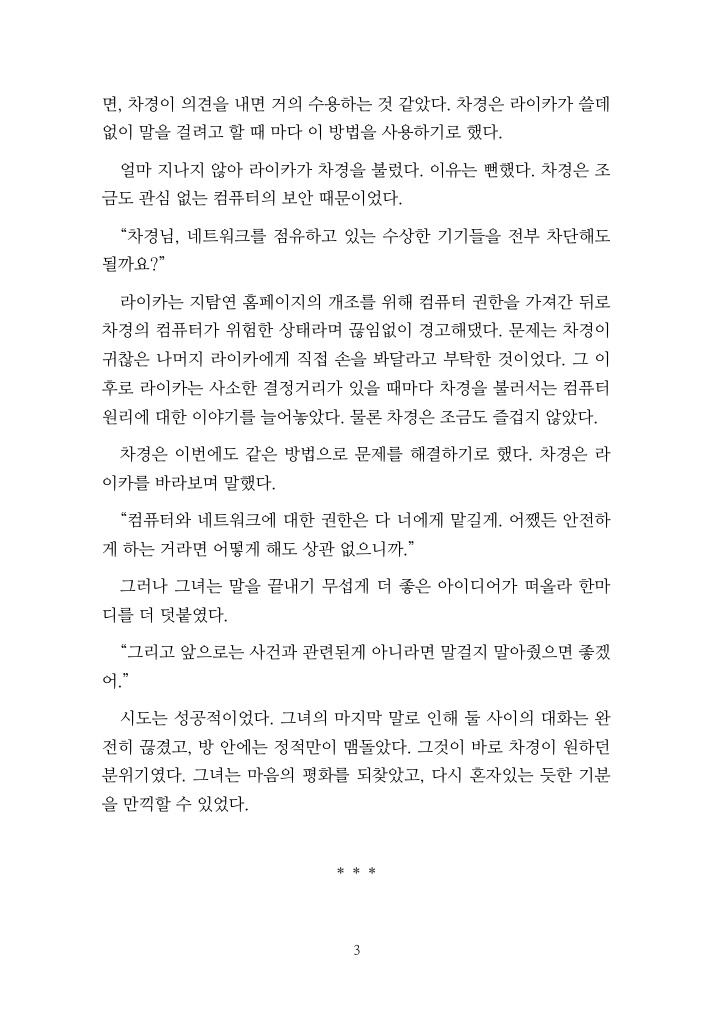 면, 차경이 의견을 내면 거의 수용하는 것 같았다. 차경은 라이카가 쓸데
없이 말을 걸려고 할 때 마다 이 방법을 사용하기로 했다.
얼마 지나지 않아 라이카가 차경을 불렀다. 이유는 뻔했다. 차경은 조
금도 관심 없는 컴퓨터의 보안 때문이었다.
“차경님, 네트워크를 점유하고 있는 수상한 기기들을 전부 차단해도
될까요?”
라이카는 지탐연 홈페이지의 개조를 위해 컴퓨터 권한을 가져간 뒤로
차경의 컴퓨터가 위험한 상태라며 끊임없이 경고해댔다. 문제는 차경이
귀찮은 나머지 라이카에게 직접 손을 봐달라고 부탁한 것이었다. 그 이
후로 라이카는 사소한 결정거리가 있을 때마다 차경을 불러서는 컴퓨터
원리에 대한 이야기를 늘어놓았다. 물론 차경은 조금도 즐겁지 않았다.
차경은 이번에도 같은 방법으로 문제를 해결하기로 했다. 차경은 라
이카를 바라보며 말했다.
“컴퓨터와 네트워크에 대한 권한은 다 너에게 맡길게. 어쨌든 안전하
게 하는 거라면 어떻게 해도 상관 없으니까.”
그러나 그녀는 말을 끝내기 무섭게 더 좋은 아이디어가 떠올라 한마
디를 더 덧붙였다.
“그리고 앞으로는 사건과 관련된게 아니라면 말걸지 말아줬으면 좋겠
어.”
시도는 성공적이었다. 그녀의 마지막 말로 인해 둘 사이의 대화는 완
전히 끊겼고, 방 안에는 정적만이 맴돌았다. 그것이 바로 차경이 원하던
분위기였다. 그녀는 마음의 평화를 되찾았고, 다시 혼자있는 듯한 기분
을 만끽할 수 있었다.
* * *
3